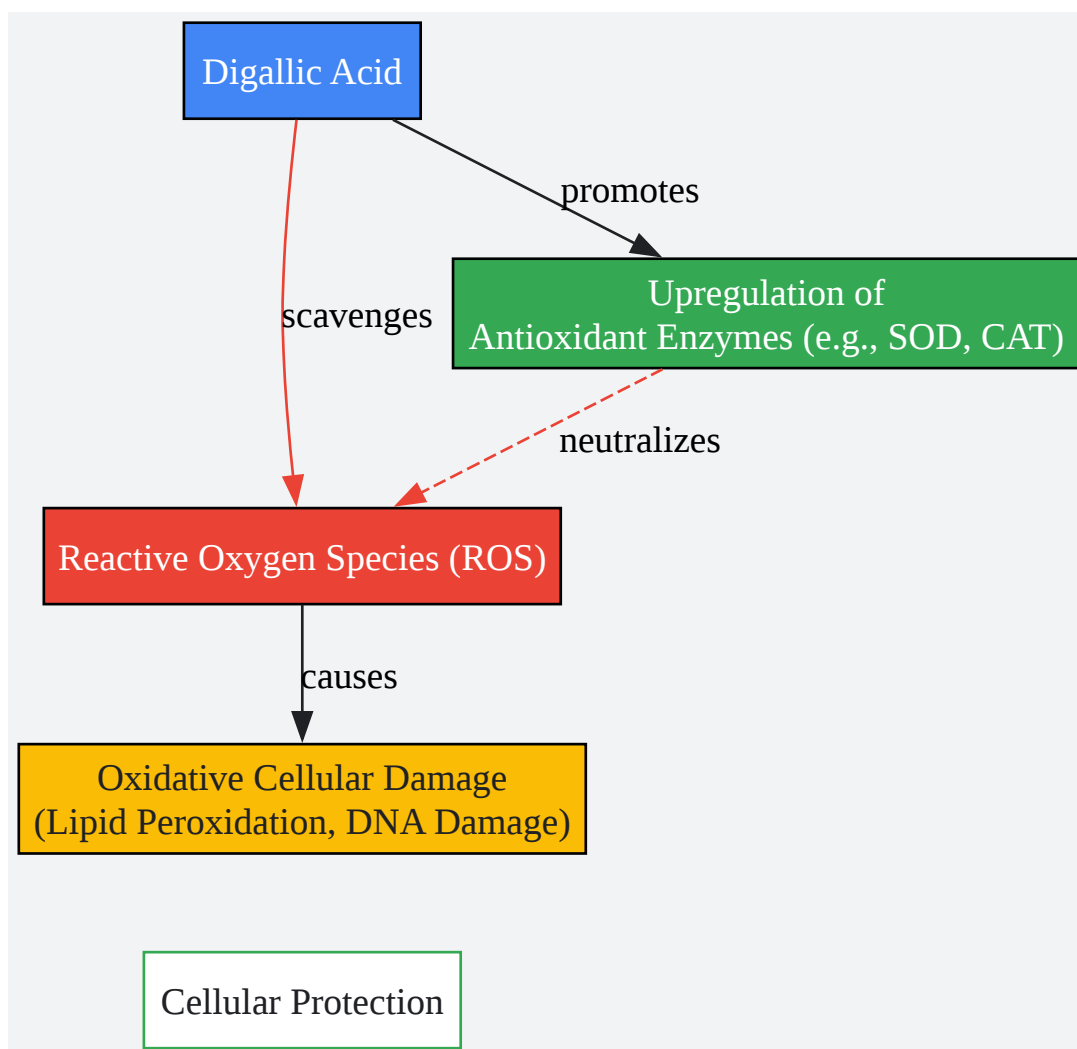 Digallic Acid
promotes
Upregulation of
Antioxidant Enzymes (e.g., SOD, CAT)
scavenges
neutralizes
Reactive Oxygen Species (ROS)
causes
Oxidative Cellular Damage
(Lipid Peroxidation, DNA Damage)
Cellular Protection